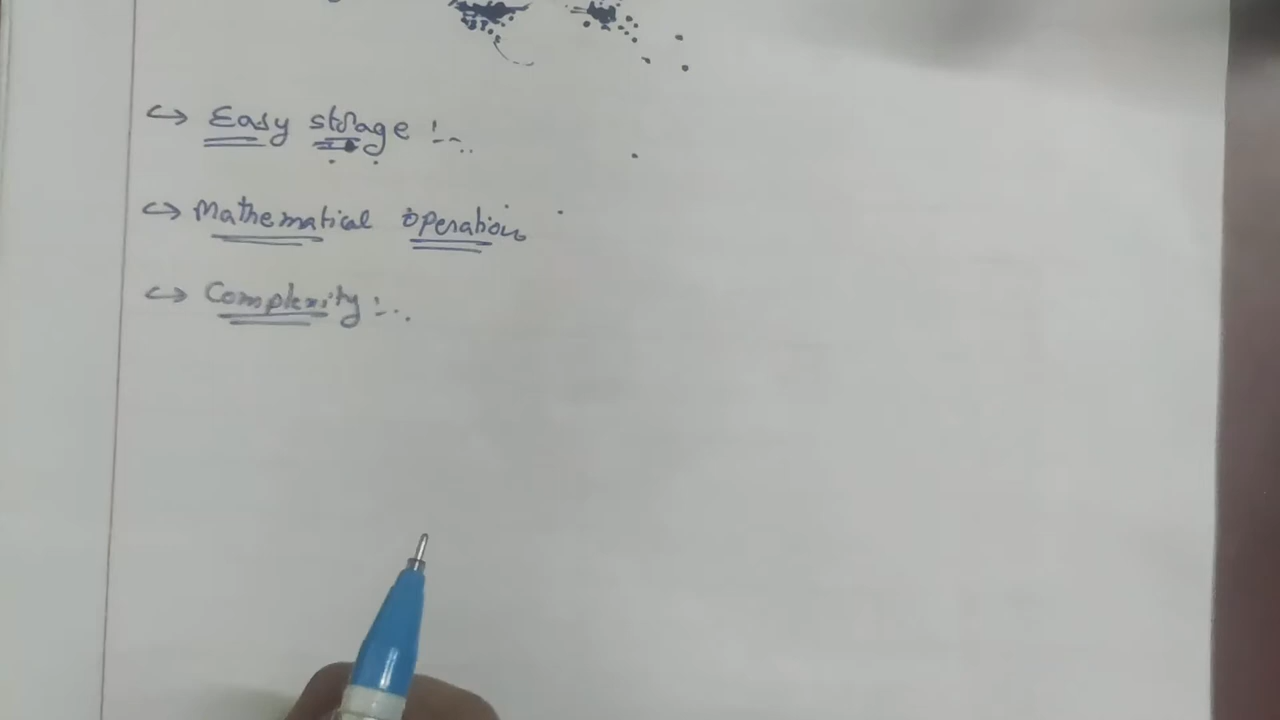 ↪ Easy storage :-
↪ Mathematical operation
↪ Complexity :-